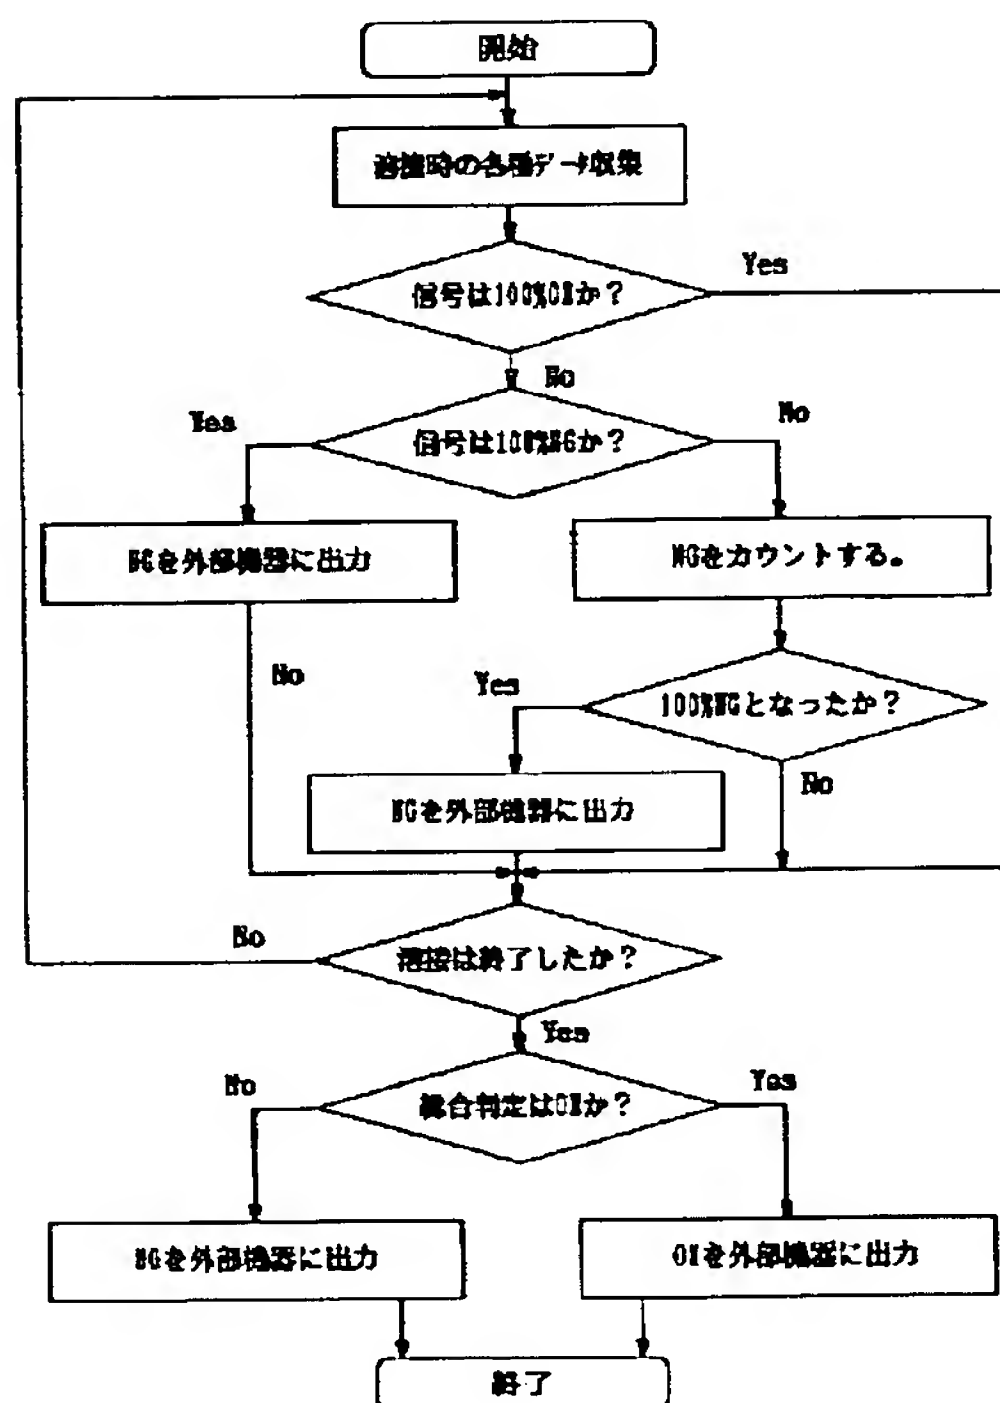 開始
溶接時の各種データ収集
信号は100%OKか？
Yes
No
信号は100%NGか？
Yes
No
NGを外部機器に出力
NGをカウントする。
No
Yes
100%NGとなったか？
No
NGを外部機器に出力
No
溶接は終了したか？
Yes
No
総合判定はOKか？
Yes
NGを外部機器に出力
OKを外部機器に出力
終了